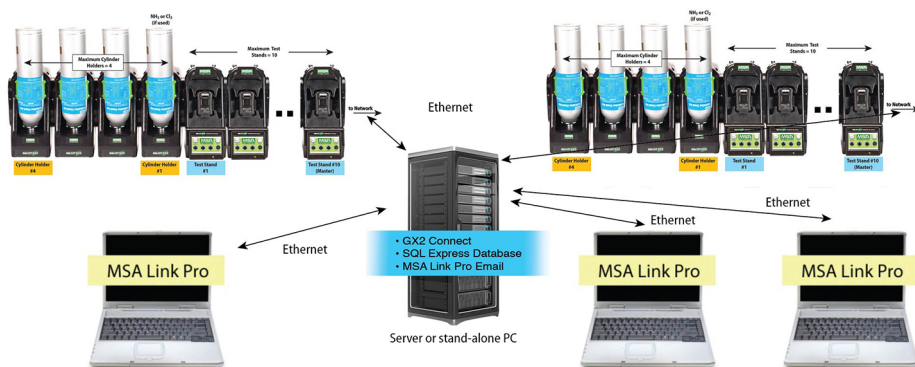 NH₃ or Cl₂
(if used)
Maximum Cylinder
Holders = 4
Maximum Test
Stands = 10
to Network
Cylinder Holder
#4
Cylinder Holder
#1
Test Stand
#1
Test Stand #10
(Master)
Ethernet
NH₃ or Cl₂
(if used)
Maximum Cylinder
Holders = 4
Maximum Test
Stands = 10
to Network
Cylinder Holder
#4
Cylinder Holder
#1
Test Stand
#1
Test Stand #10
(Master)
Ethernet
Ethernet
Ethernet
• GX2 Connect
• SQL Express Database
• MSA Link Pro Email
MSA Link Pro
MSA Link Pro
MSA Link Pro
Server or stand-alone PC